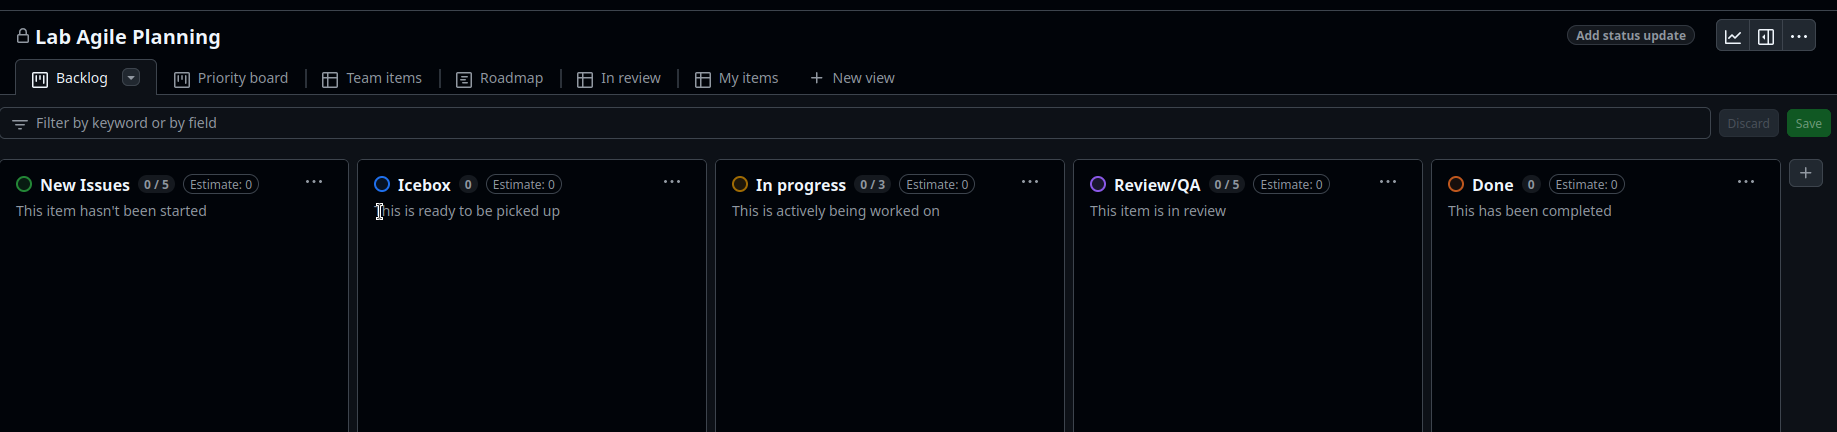 Lab Agile Planning
Add status update
Backlog
Priority board
Team items
Roadmap
In review
My items
New view
Filter by keyword or by field
Discard
Save
New Issues 0 / 5 Estimate: 0
This item hasn't been started
Icebox 0 Estimate: 0
This is ready to be picked up
In progress 0 / 3 Estimate: 0
This is actively being worked on
Review/QA 0 / 5 Estimate: 0
This item is in review
Done 0 Estimate: 0
This has been completed